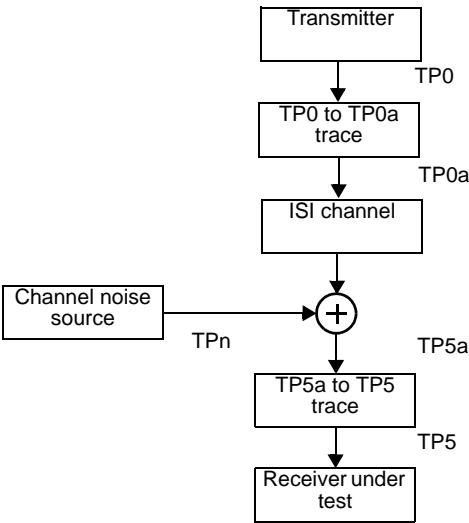 Transmitter
TP0
TP0 to TP0a
trace
TP0a
ISI channel
Channel noise
source
+
TPn
TP5a
TP5a to TP5
trace
TP5
Receiver under
test